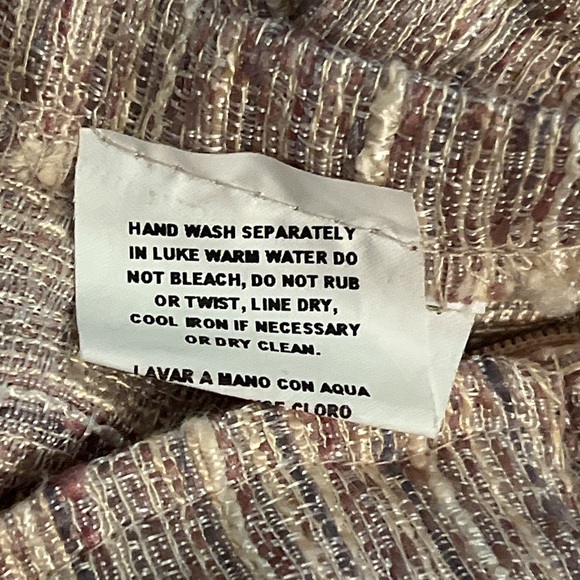 HAND WASH SEPARATELY
IN LUKE WARM WATER DO
NOT BLEACH, DO NOT RUB
OR TWIST, LINE DRY,
COOL IRON IF NECESSARY
OR DRY CLEAN.
LAVAR A MANO CON AQUA
CLORO